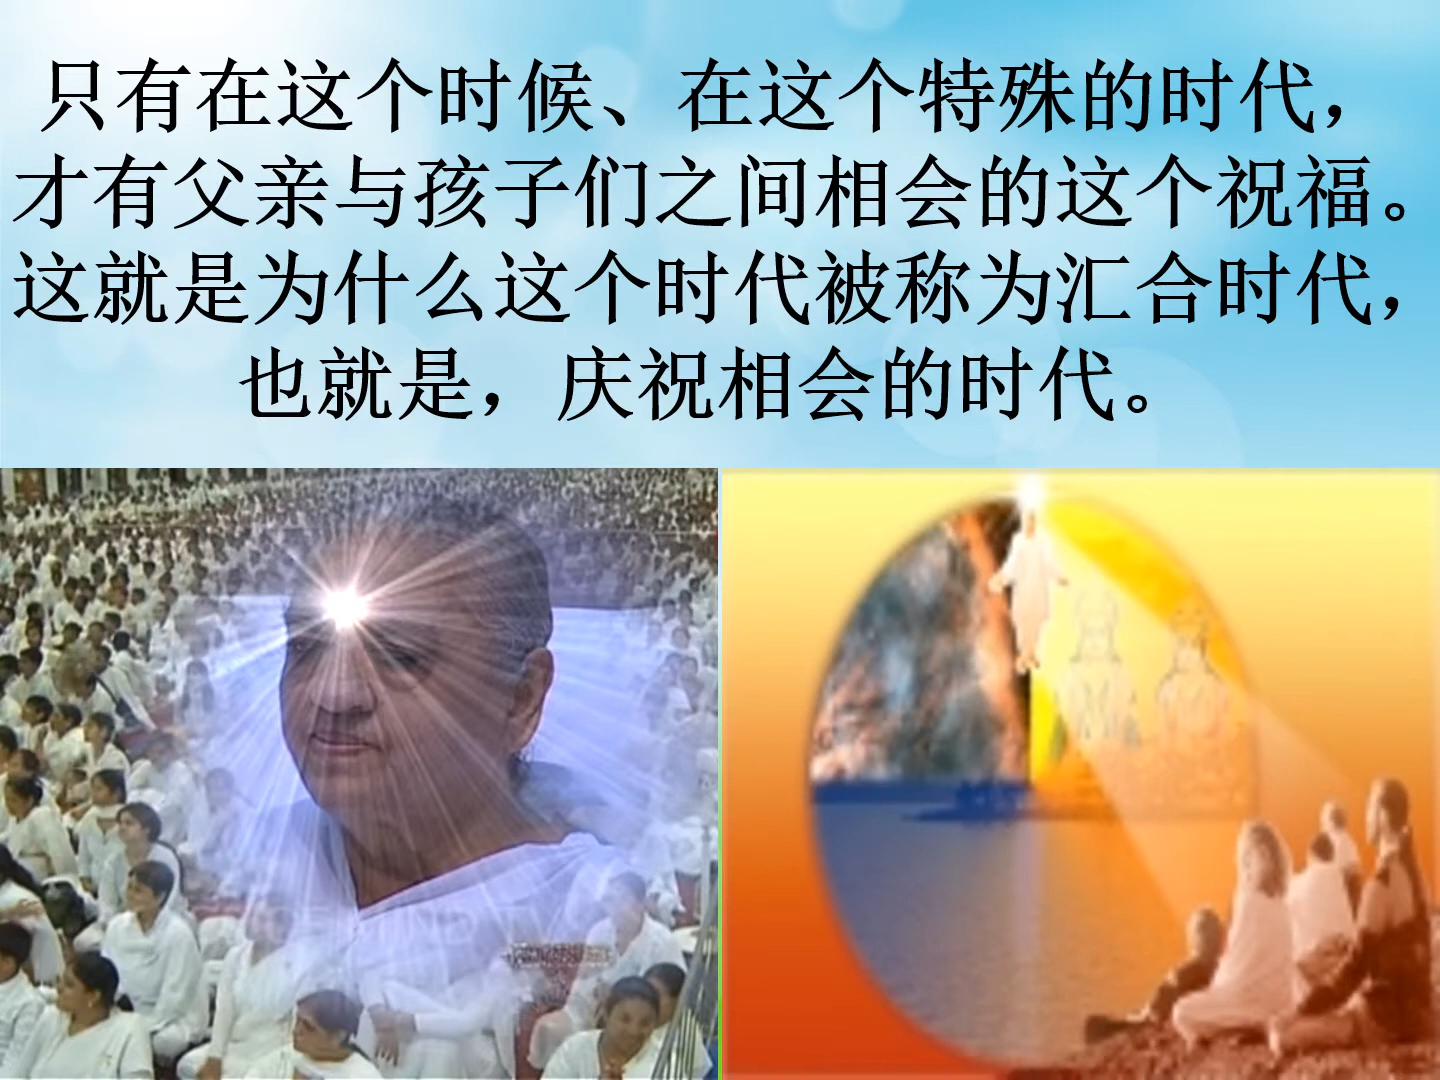 只有在这个时候、在这个特殊的时代，
才有父亲与孩子们之间相会的这个祝福。
这就是为什么这个时代被称为汇合时代，
也就是，庆祝相会的时代。